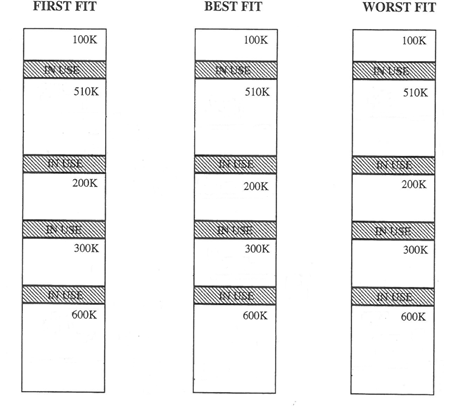 FIRST FIT BEST FIT WORST FIT
100K 100K 100K
IN USE IN USE IN USE
510K 510K 510K
IN USE IN USE IN USE
200K 200K 200K
IN USE IN USE IN USE
300K 300K 300K
IN USE IN USE IN USE
600K 600K 600K